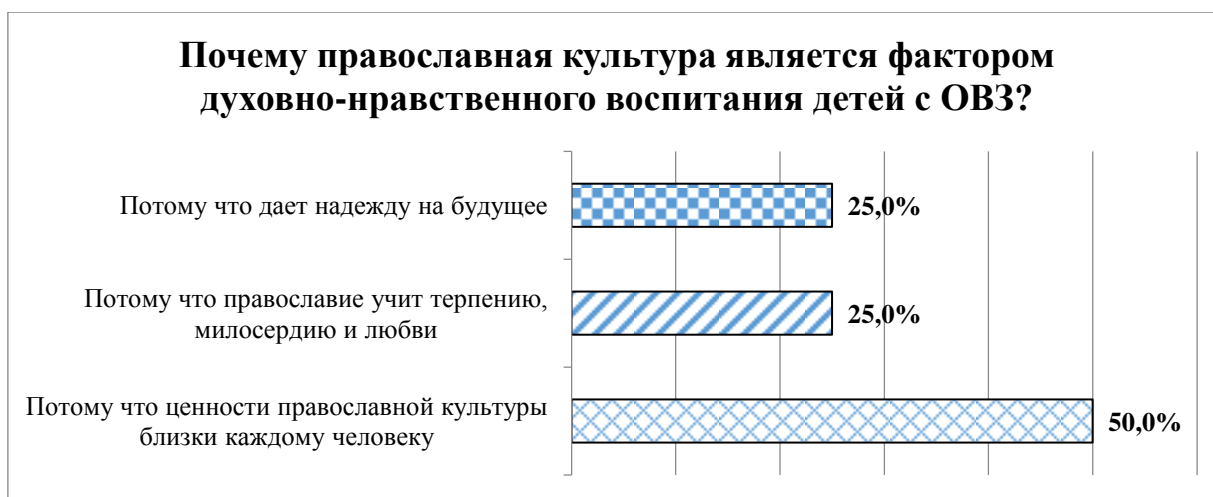 Почему православная культура является фактором
духовно-нравственного воспитания детей с ОВЗ?
Потому что дает надежду на будущее
25,0%
Потому что православие учит терпению,
милосердию и любви
25,0%
Потому что ценности православной культуры
близки каждому человеку
50,0%